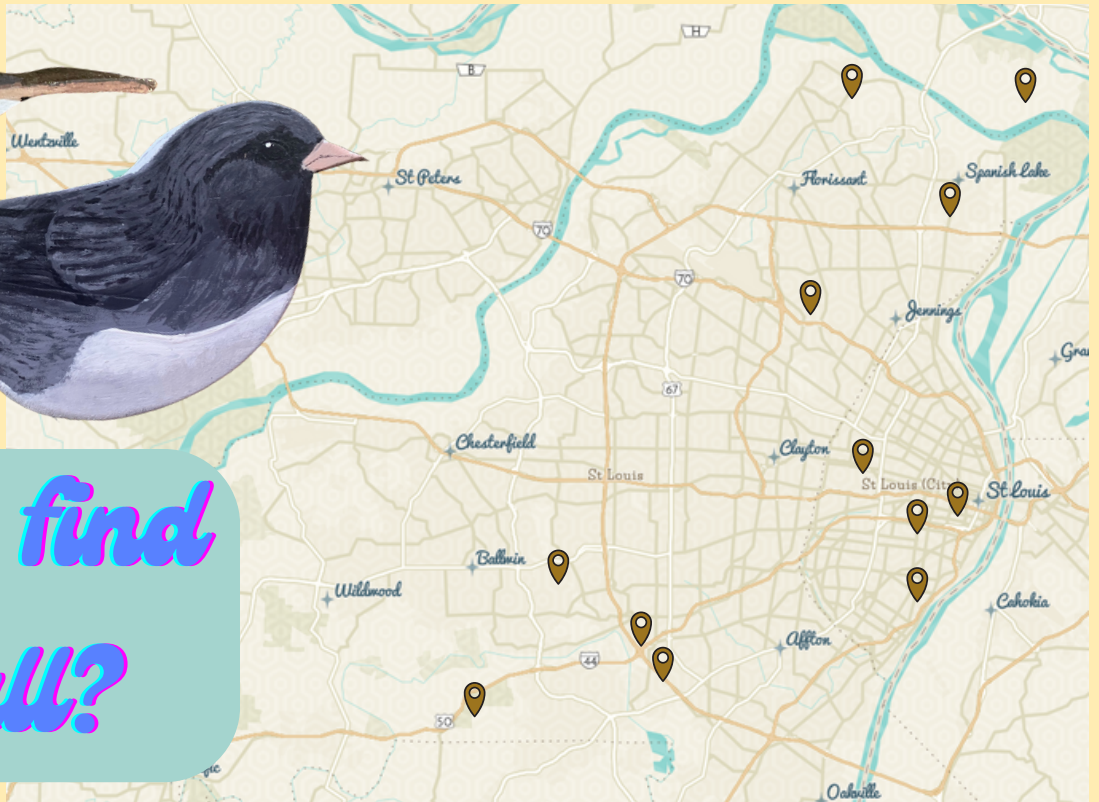 H
B
Wentzville
St Peters
Florissant
Spanish Lake
70
70
Jennings
67
Chesterfield
Clayton
St Louis
St Louis (City
St Louis
find
Ballwin
Wildwood
Cahokia
Affton
44
50
Oakville